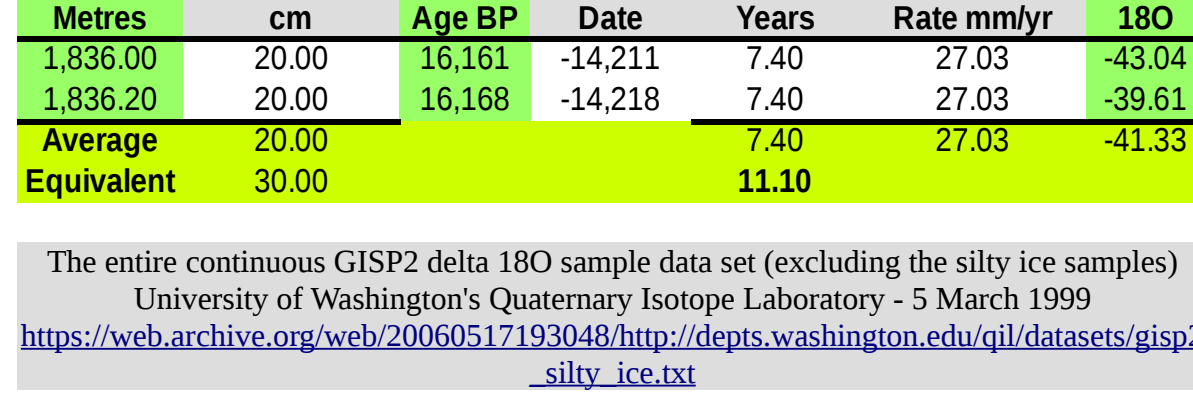 Metres cm Age BP Date Years Rate mm/yr 18O
1,836.00 20.00 16,161 -14,211 7.40 27.03 -43.04
1,836.20 20.00 16,168 -14,218 7.40 27.03 -39.61
Average 20.00 7.40 27.03 -41.33
Equivalent 30.00 11.10
The entire continuous GISP2 delta 18O sample data set (excluding the silty ice samples)
University of Washington's Quaternary Isotope Laboratory - 5 March 1999
https://web.archive.org/web/20060517193048/http://depts.washington.edu/qil/datasets/gisp2
_silty_ice.txt